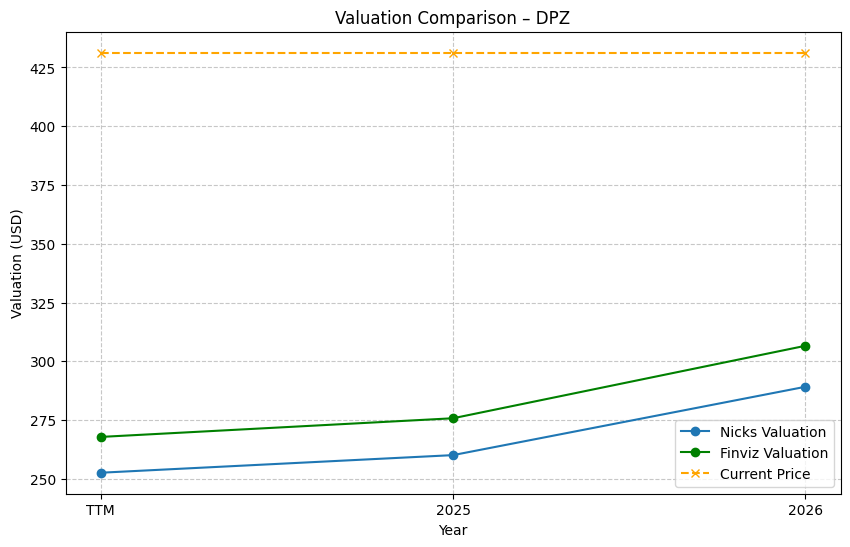 Valuation Comparison – DPZ
Valuation (USD)
425
400
375
350
325
300
275
250
TTM
2025
2026
Year
Nicks Valuation
Finviz Valuation
Current Price